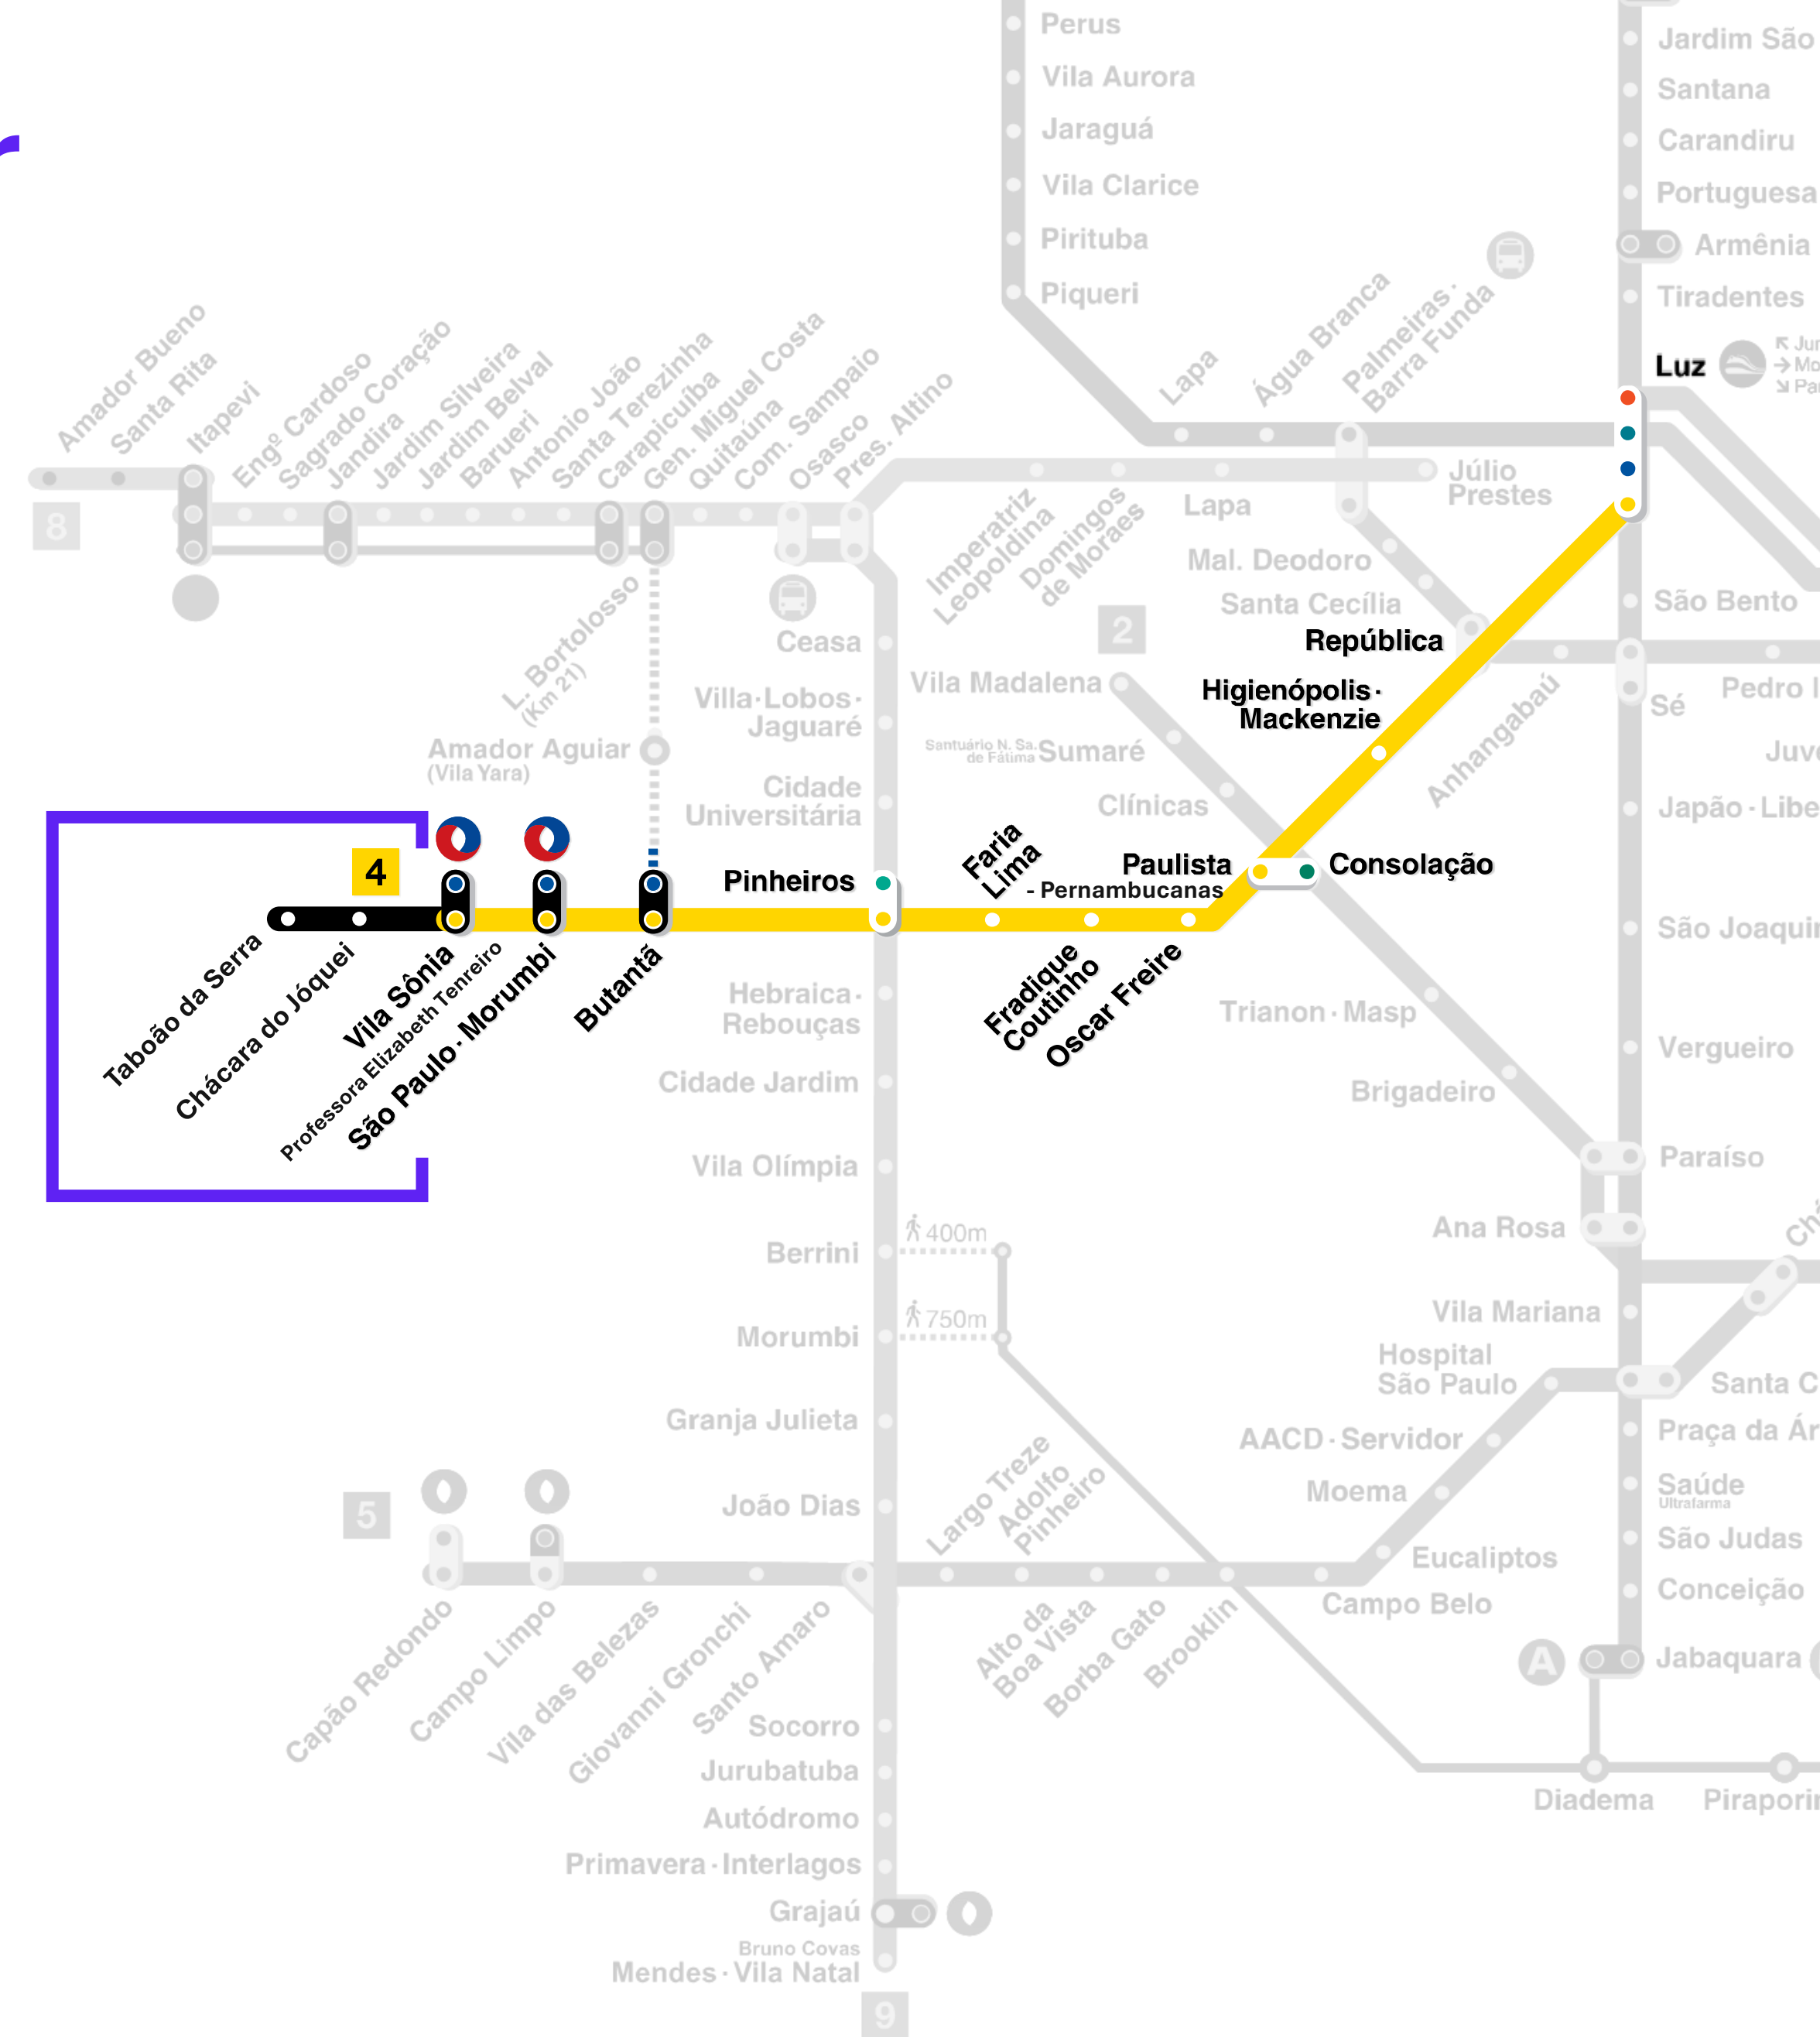 Perus
Vila Aurora
Jaraguá
Vila Clarice
Pirituba
Piqueri
Jardim São
Santana
Carandiru
Portuguesa
Armênia
Tiradentes
Luz
Lapa
Água Branca
Palmeiras·
Barra Funda
Amador Bueno
Santa Rita
Itapevi
Engº Cardoso
Sagrado Coração
Jandira
Jardim Silveira
Jardim Belval
Barueri
Antonio João
Santa Terezinha
Carapicuíba
Gen. Miguel Costa
Quitaúna
Com. Sampaio
Osasco
Pres. Altino
8
Imperatriz
Leopoldina
Domingos
de Moraes
Lapa
Júlio
Prestes
Mal. Deodoro
Santa Cecília
República
Higienópolis·
Mackenzie
São Bento
Anhangabaú
Sé
Pedro I
Juve
Japão·Libe
São Joaquir
Vergueiro
2
Vila Madalena
Santuário N. Sa.
de Fátima
Sumaré
Clínicas
Paulista
- Pernambucanas
Consolação
Trianon·Masp
Brigadeiro
Paraíso
Ana Rosa
Chá
L. Bortolosso
(Km 21)
Amador Aguiar
(Vila Yara)
Ceasa
Villa·Lobos·
Jaguaré
Cidade
Universitária
Pinheiros
4
Taboão da Serra
Chácara do Jóquei
Vila Sônia
Professora Elizabeth Tenreiro
São Paulo·Morumbi
Butantã
Faria
Lima
Fradique
Coutinho
Oscar Freire
Hebraica·
Rebouças
Cidade Jardim
Vila Olímpia
Berrini
400m
Morumbi
750m
Granja Julieta
João Dias
Vila Mariana
Hospital
São Paulo
Santa C
AACD·Servidor
Praça da Ár
Moema
Saúde
Ultrafarma
Eucaliptos
São Judas
Campo Belo
Conceição
A
Jabaquara
5
Capão Redondo
Campo Limpo
Vila das Belezas
Giovanni Gronchi
Santo Amaro
Largo Treze
Adolfo
Pinheiro
Alto da
Boa Vista
Borba Gato
Brooklin
Socorro
Jurubatuba
Autódromo
Primavera·Interlagos
Grajaú
Bruno Covas
Mendes·Vila Natal
9
Diadema
Piraporir